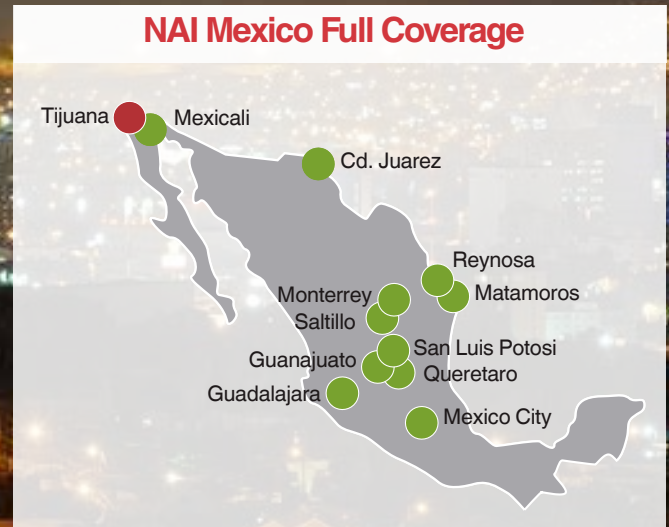 NAI Mexico Full Coverage
Tijuana
Mexicali
Cd. Juarez
Reynosa
Matamoros
Monterrey
Saltillo
San Luis Potosi
Guanajuato
Queretaro
Guadalajara
Mexico City